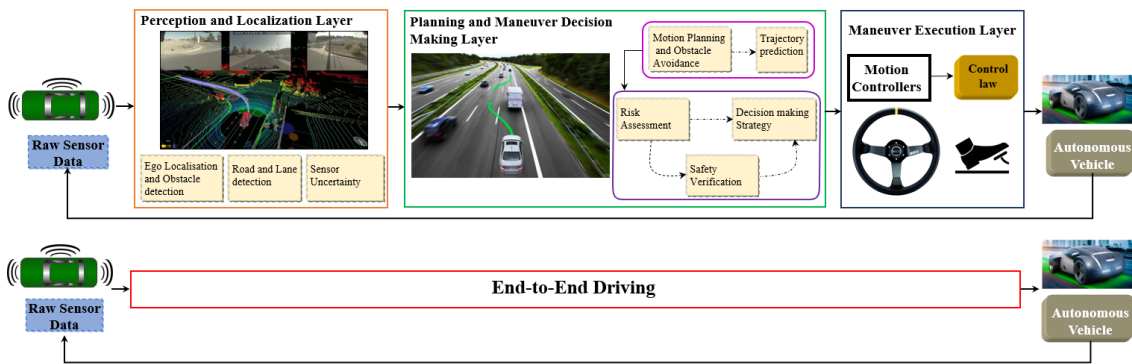 Perception and Localization Layer
Raw Sensor
Data
Ego Localisation
and Obstacle
detection
Road and Lane
detection
Sensor
Uncertainty
Planning and Maneuver Decision
Making Layer
Motion Planning
and Obstacle
Avoidance
Trajectory
prediction
Risk
Assessment
Decision making
Strategy
Safety
Verification
Maneuver Execution Layer
Motion
Controllers
Control
law
Autonomous
Vehicle
Raw Sensor
Data
End-to-End Driving
Autonomous
Vehicle